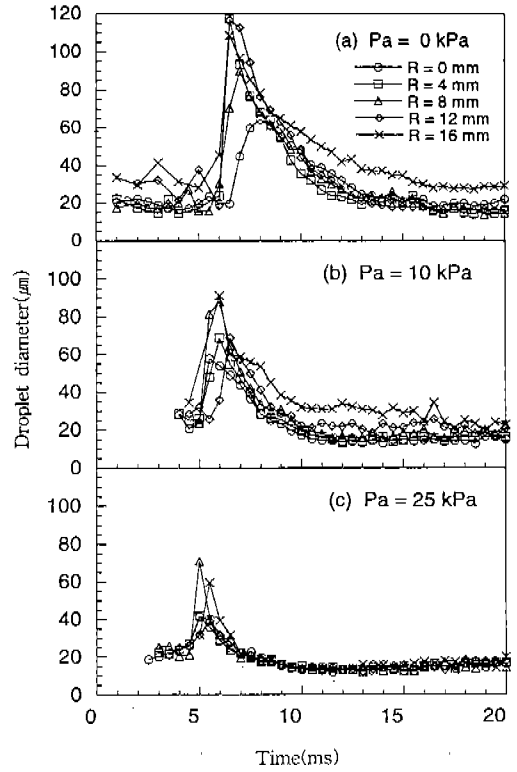 120
(a) Pa = 0 kPa
100
R = 0 mm
80
R = 4 mm
R = 8 mm
60
R = 12 mm
R = 16 mm
40
20
0
(b) Pa = 10 kPa
80
60
40
20
0
(c) Pa = 25 kPa
100
80
60
40
20
0
0 5 10 15 20
Time(ms)
Droplet diameter(μm)